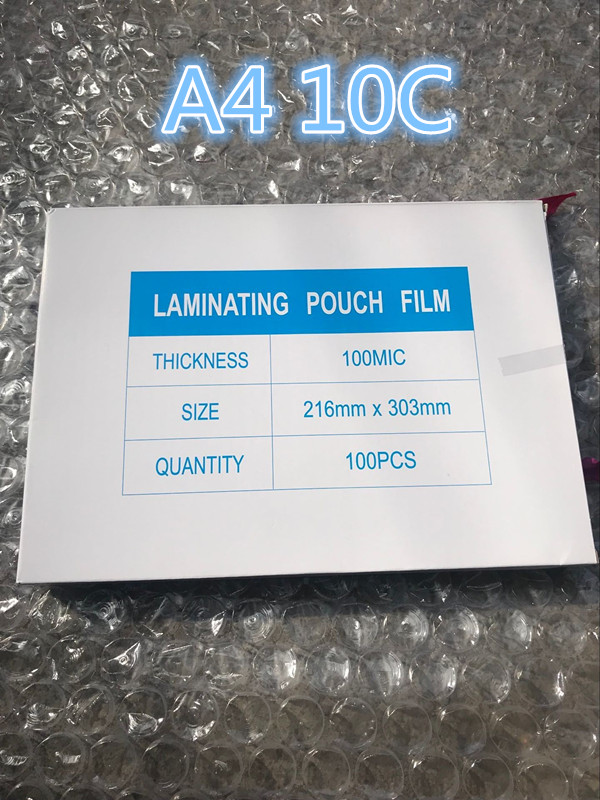 A4 10C
LAMINATING POUCH FILM
THICKNESS 100MIC
SIZE 216mm x 303mm
QUANTITY 100PCS